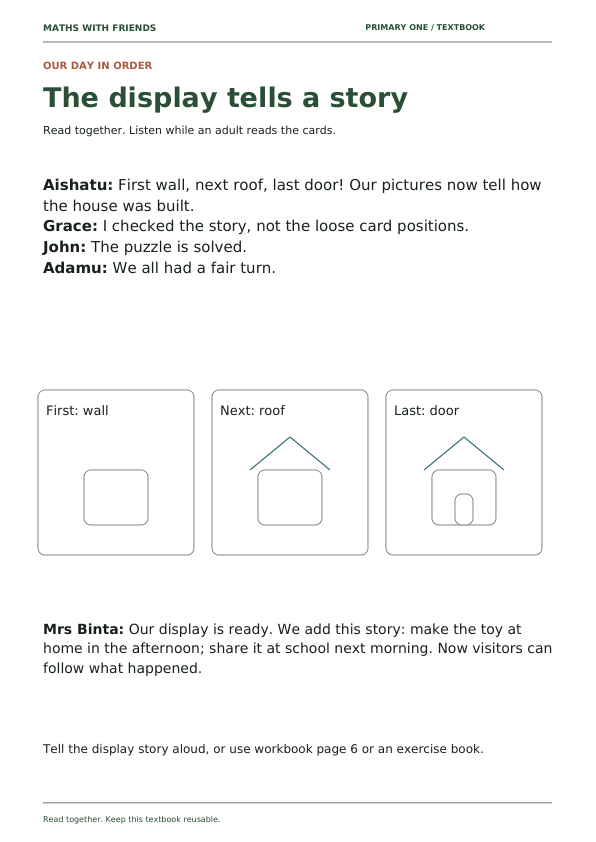 MATHS WITH FRIENDS
PRIMARY ONE / TEXTBOOK
OUR DAY IN ORDER
The display tells a story
Read together. Listen while an adult reads the cards.
Aishatu: First wall, next roof, last door! Our pictures now tell how
the house was built.
Grace: I checked the story, not the loose card positions.
John: The puzzle is solved.
Adamu: We all had a fair turn.
First: wall
Next: roof
Last: door
Mrs Binta: Our display is ready. We add this story: make the toy at
home in the afternoon; share it at school next morning. Now visitors can
follow what happened.
Tell the display story aloud, or use workbook page 6 or an exercise book.
Read together. Keep this textbook reusable.